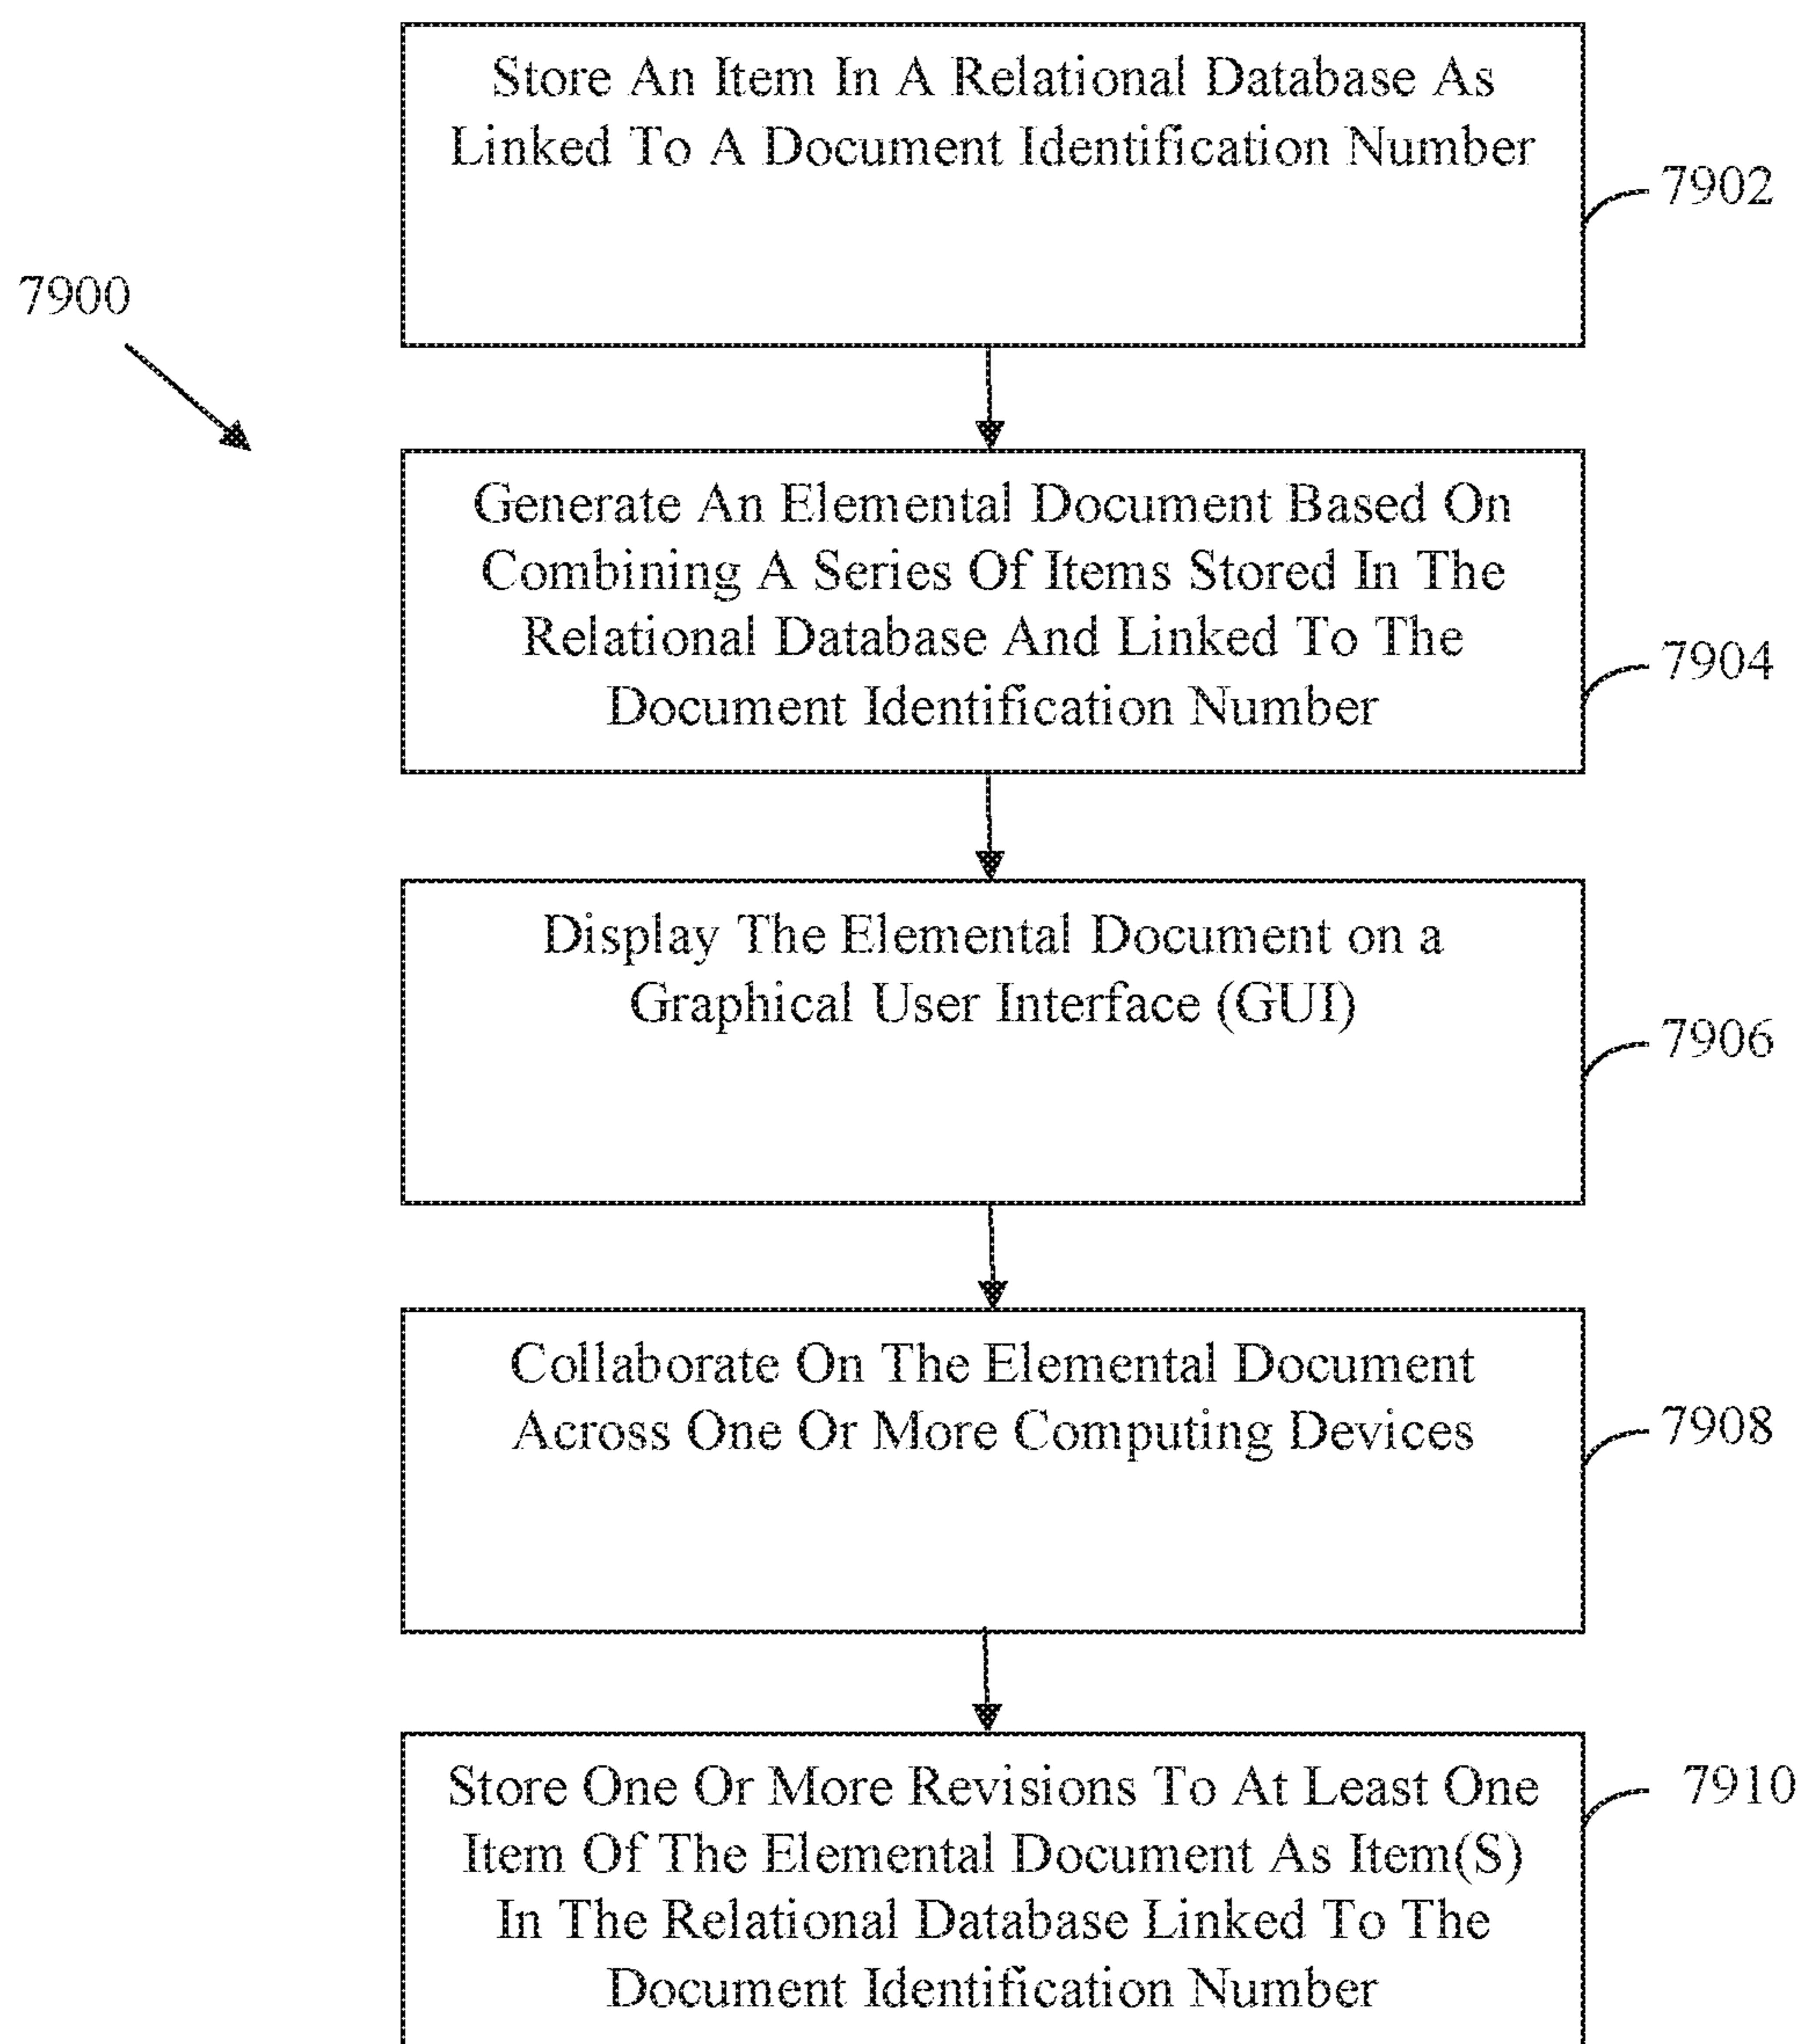 Store An Item In A Relational Database As
Linked To A Document Identification Number
7902
7900
Generate An Elemental Document Based On
Combining A Series Of Items Stored In The
Relational Database And Linked To The
Document Identification Number
7904
Display The Elemental Document on a
Graphical User Interface (GUI)
7906
Collaborate On The Elemental Document
Across One Or More Computing Devices
7908
Store One Or More Revisions To At Least One
Item Of The Elemental Document As Item(S)
In The Relational Database Linked To The
Document Identification Number
7910